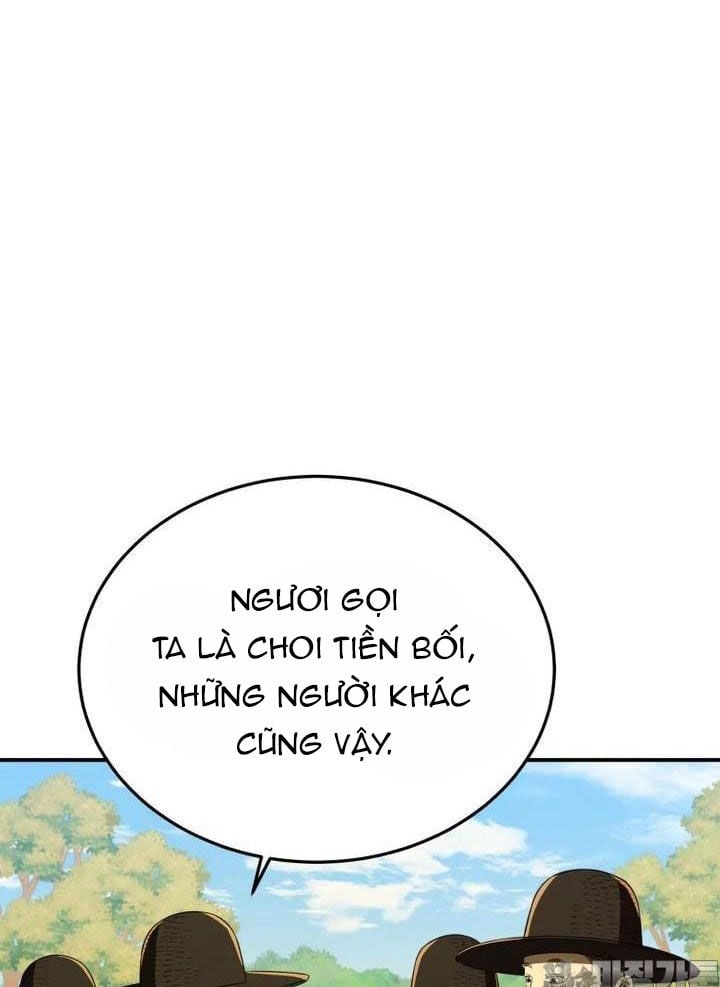 NGƯƠI GỌI
TA LÀ CHOI TIỀN BỐI,
NHỮNG NGƯỜI KHÁC
CŨNG VẬY.